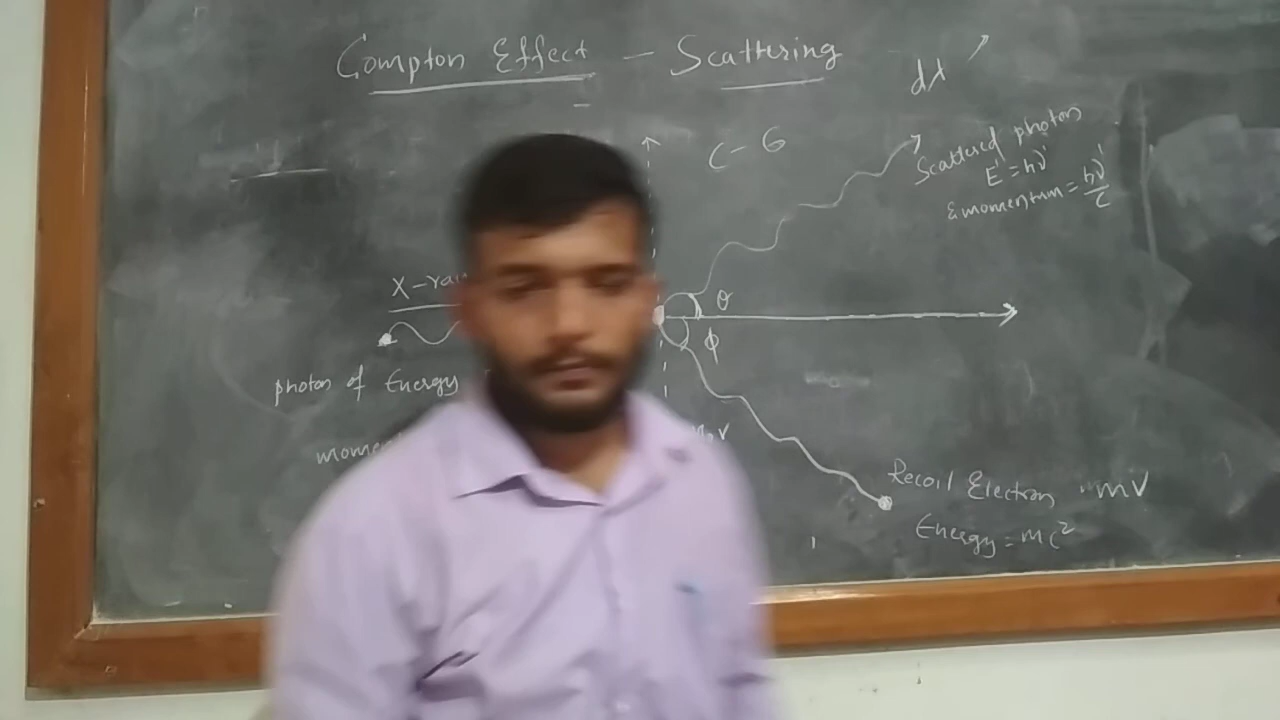 Compton Effect - Scattering
dλ
C-G
Scattered photon
E' = hν'
& momentum = hν'/c
X-ray
θ
ϕ
photon of Energy
Recoil Electron mv
Energy = mc²